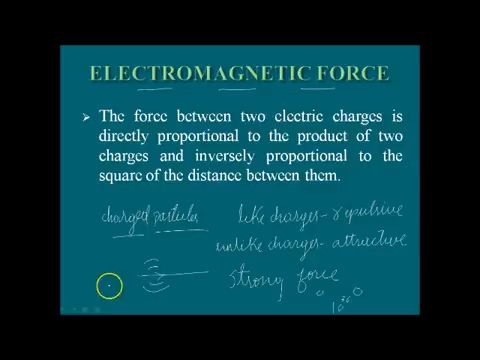 ELECTROMAGNETIC FORCE
The force between two electric charges is
directly proportional to the product of two
charges and inversely proportional to the
square of the distance between them.
charged particles like charges - repulsive
unlike charges - attractive
strong force
10³⁶